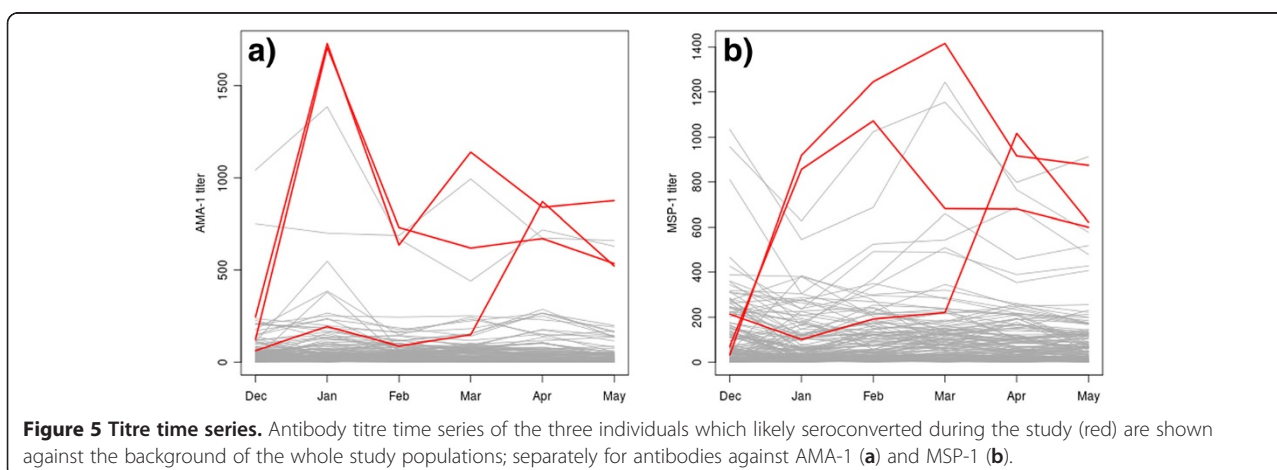 a)
AMA-1 titer
1500
1000
500
0
Dec Jan Feb Mar Apr May
b)
MSP-1 titer
1400
1200
1000
800
600
400
200
0
Dec Jan Feb Mar Apr May
Figure 5 Titre time series. Antibody titre time series of the three individuals which likely seroconverted during the study (red) are shown
against the background of the whole study populations; separately for antibodies against AMA-1 (a) and MSP-1 (b).